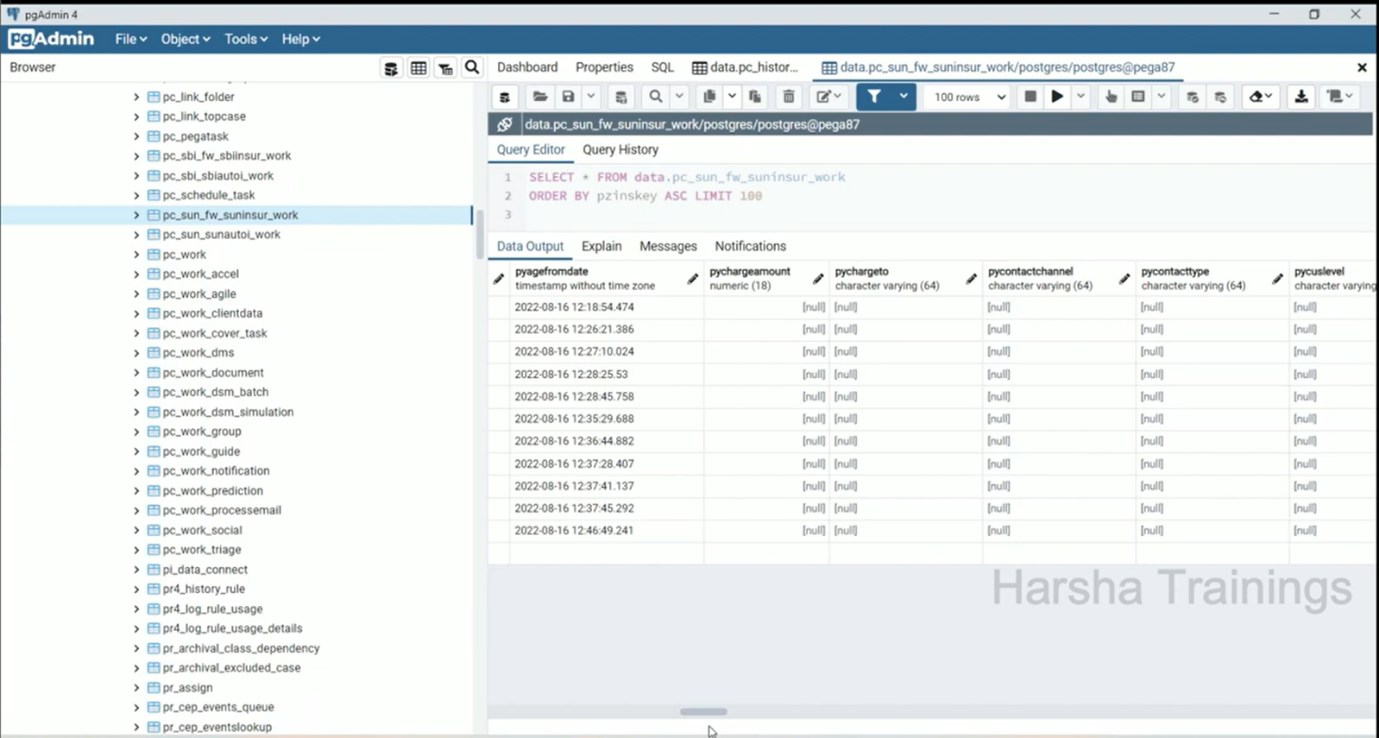 pgAdmin 4
pgAdmin
File Object Tools Help
Browser
Dashboard Properties SQL data.pc_histor... data.pc_sun_fw_suninsur_work/postgres/postgres@pega87
100 rows
data.pc_sun_fw_suninsur_work/postgres/postgres@pega87
Query Editor Query History
1 SELECT * FROM data.pc_sun_fw_suninsur_work
2 ORDER BY pzinskey ASC LIMIT 100
3
Data Output Explain Messages Notifications
pyagefromdate pychargeamount pychargeto pycontactchannel pycontacttype pycuslevel
timestamp without time zone numeric (18) character varying (64) character varying (64) character varying (64) character varying
2022-08-16 12:18:54.474 [null] [null] [null] [null] [null]
2022-08-16 12:26:21.386 [null] [null] [null] [null] [null]
2022-08-16 12:27:10.024 [null] [null] [null] [null] [null]
2022-08-16 12:28:25.53 [null] [null] [null] [null] [null]
2022-08-16 12:28:45.758 [null] [null] [null] [null] [null]
2022-08-16 12:35:29.688 [null] [null] [null] [null] [null]
2022-08-16 12:36:44.882 [null] [null] [null] [null] [null]
2022-08-16 12:37:28.407 [null] [null] [null] [null] [null]
2022-08-16 12:37:41.137 [null] [null] [null] [null] [null]
2022-08-16 12:37:45.292 [null] [null] [null] [null] [null]
2022-08-16 12:46:49.241 [null] [null] [null] [null] [null]
Harsha Trainings
pc_link_folder
pc_link_topcase
pc_pegatask
pc_sbi_fw_sbiinsur_work
pc_sbi_sbiautoi_work
pc_schedule_task
pc_sun_fw_suninsur_work
pc_sun_sunautoi_work
pc_work
pc_work_accel
pc_work_agile
pc_work_clientdata
pc_work_cover_task
pc_work_dms
pc_work_document
pc_work_dsm_batch
pc_work_dsm_simulation
pc_work_group
pc_work_guide
pc_work_notification
pc_work_prediction
pc_work_processemail
pc_work_social
pc_work_triage
pi_data_connect
pr4_history_rule
pr4_log_rule_usage
pr4_log_rule_usage_details
pr_archival_class_dependency
pr_archival_excluded_case
pr_assign
pr_cep_events_queue
pr_cep_eventslookup